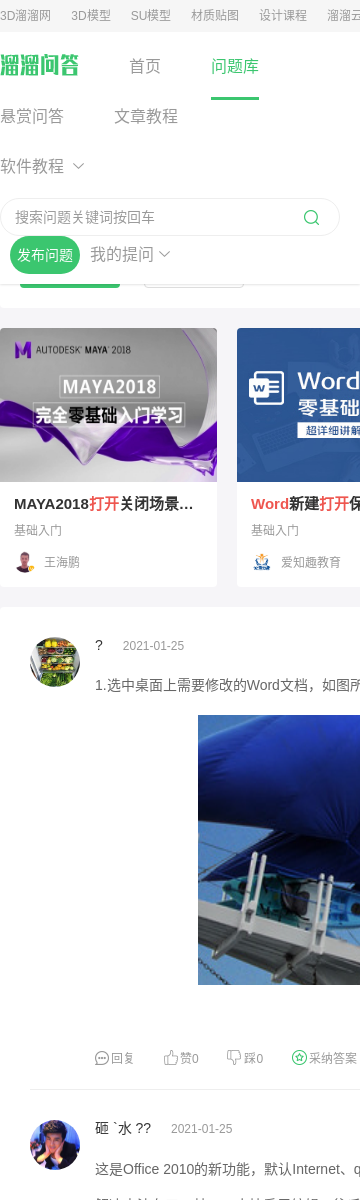 3D溜溜网 3D模型 SU模型 材质贴图 设计课程 溜溜云
溜溜问答 首页 问题库
悬赏问答 文章教程
软件教程
搜索问题关键词按回车
发布问题 我的提问
AUTODESK MAYA 2018
MAYA2018
完全零基础入门学习
Word
零基础
超详细讲解
MAYA2018打开关闭场景…
Word新建打开保
基础入门
基础入门
王海鹏
爱知趣教育
? 2021-01-25
1.选中桌面上需要修改的Word文档，如图所
回复 赞0 踩0 采纳答案
砸 `水 ?? 2021-01-25
这是Office 2010的新功能，默认Internet、q